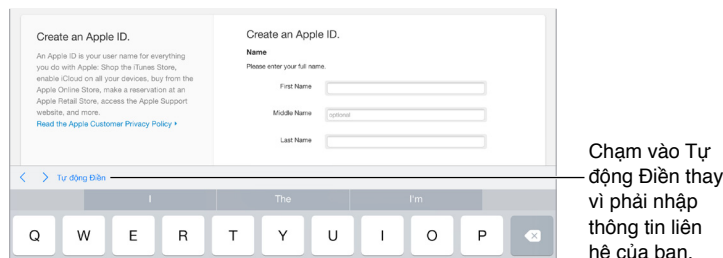 Create an Apple ID.
An Apple ID is your user name for everything
you do with Apple: Shop the iTunes Store,
enable iCloud on all your devices, buy from the
Apple Online Store, make a reservation at an
Apple Retail Store, access the Apple Support
website, and more.
Read the Apple Customer Privacy Policy
Create an Apple ID.
Name
Please enter your full name.
First Name
Middle Name optional
Last Name
Tự động Điền
I The I'm
Q W E R T Y U I O P
Chạm vào Tự
động Điền thay
vì phải nhập
thông tin liên
hệ của bạn.